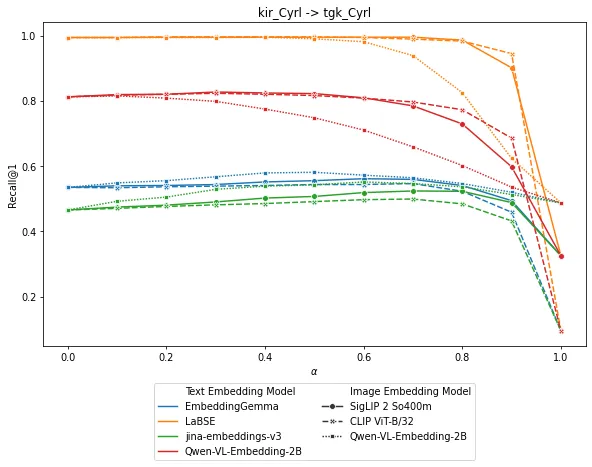 kir_Cyrl -> tgk_Cyrl
Recall@1
1.0
0.8
0.6
0.4
0.2
0.0 0.2 0.4 0.6 0.8 1.0
α
Text Embedding Model
EmbeddingGemma
LaBSE
jina-embeddings-v3
Qwen-VL-Embedding-2B
Image Embedding Model
SigLIP 2 So400m
CLIP ViT-B/32
Qwen-VL-Embedding-2B